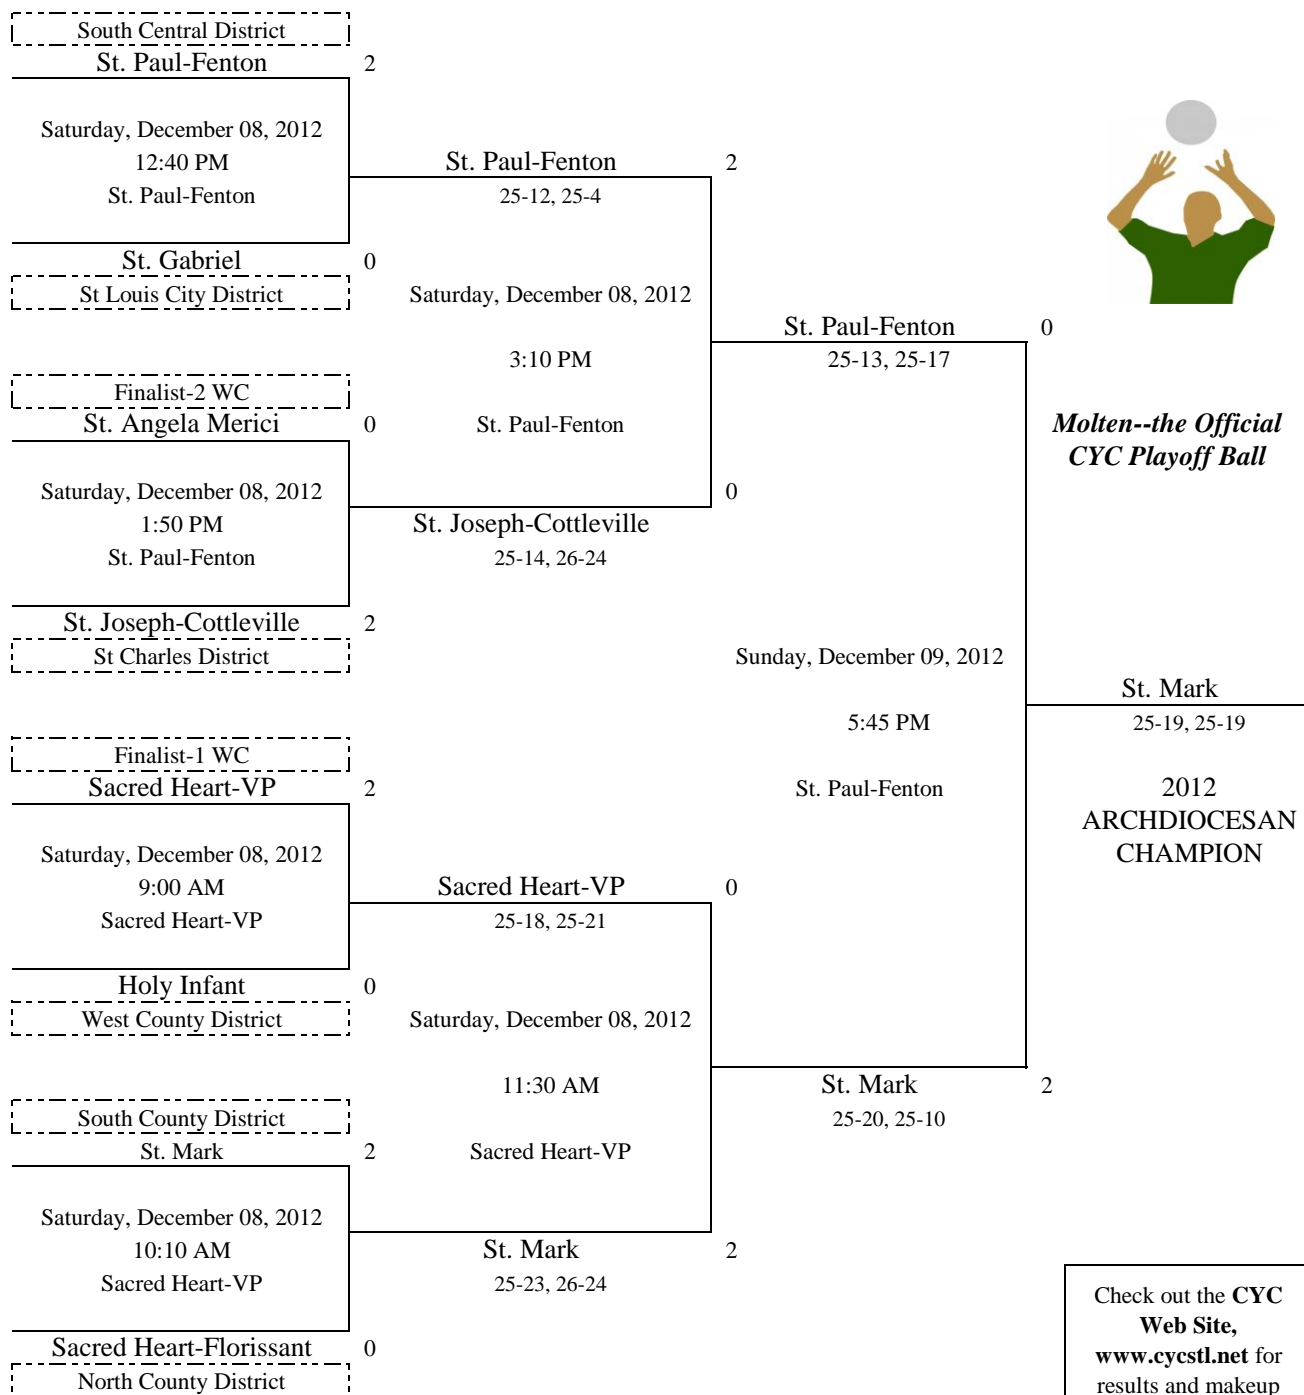 South Central District
St. Paul-Fenton 2
Saturday, December 08, 2012
12:40 PM
St. Paul-Fenton
St. Gabriel 0
St Louis City District
Finalist-2 WC
St. Angela Merici 0
Saturday, December 08, 2012
1:50 PM
St. Paul-Fenton
St. Joseph-Cottleville 2
St Charles District
Finalist-1 WC
Sacred Heart-VP 2
Saturday, December 08, 2012
9:00 AM
Sacred Heart-VP
Holy Infant 0
West County District
South County District
St. Mark 2
Saturday, December 08, 2012
10:10 AM
Sacred Heart-VP
Sacred Heart-Florissant 0
North County District
St. Paul-Fenton 2
25-12, 25-4
Saturday, December 08, 2012
3:10 PM
St. Paul-Fenton
0
St. Joseph-Cottleville
25-14, 26-24
Sacred Heart-VP 0
25-18, 25-21
Saturday, December 08, 2012
11:30 AM
Sacred Heart-VP
St. Mark 2
25-23, 26-24
St. Paul-Fenton 0
25-13, 25-17
Sunday, December 09, 2012
5:45 PM
St. Paul-Fenton
St. Mark 2
25-20, 25-10
Molten--the Official
CYC Playoff Ball
St. Mark
25-19, 25-19
2012
ARCHDIOCESAN
CHAMPION
Check out the CYC
Web Site,
www.cycstl.net for
results and makeup